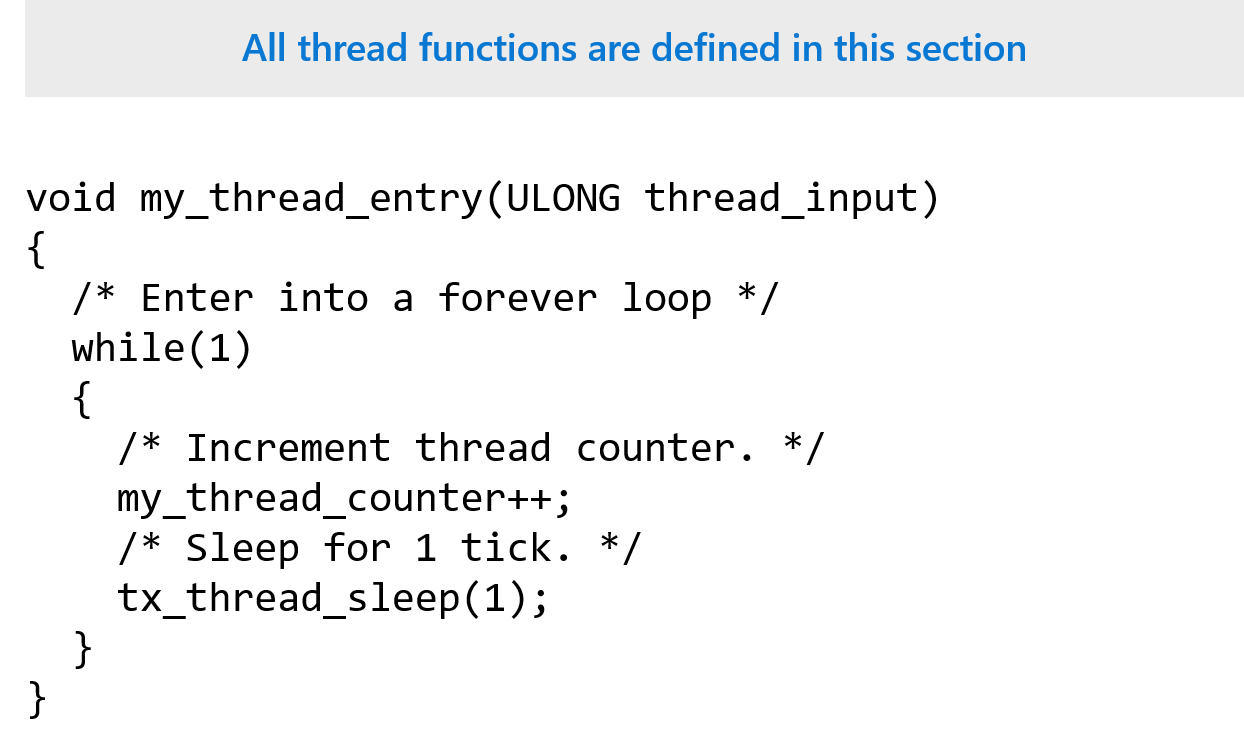 All thread functions are defined in this section
void my_thread_entry(ULONG thread_input)
{
  /* Enter into a forever loop */
  while(1)
  {
    /* Increment thread counter. */
    my_thread_counter++;
    /* Sleep for 1 tick. */
    tx_thread_sleep(1);
  }
}